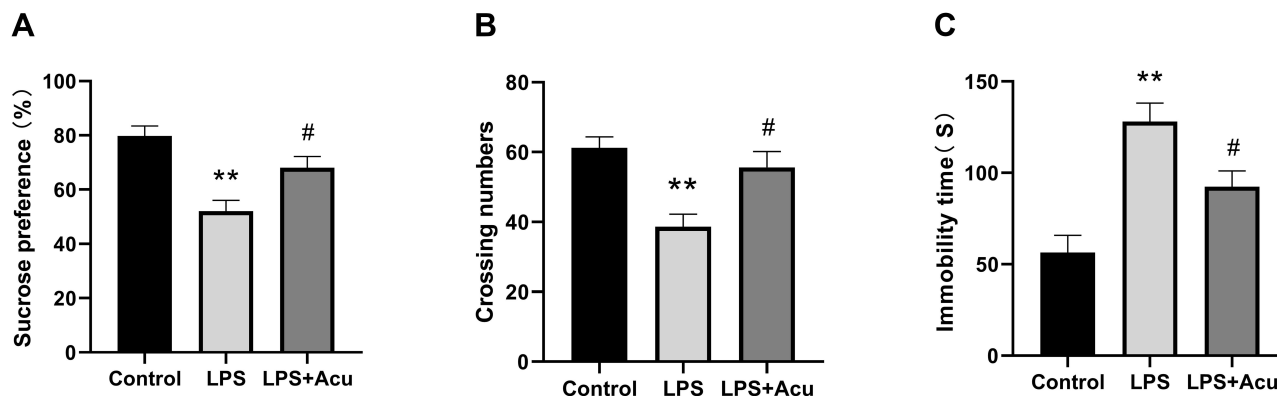 A
Sucrose preference（%）
100
80
60
40
20
0
**
#
Control LPS LPS+Acu
B
Crossing numbers
80
60
40
20
0
**
#
Control LPS LPS+Acu
C
Immobility time（S）
150
100
50
0
**
#
Control LPS LPS+Acu